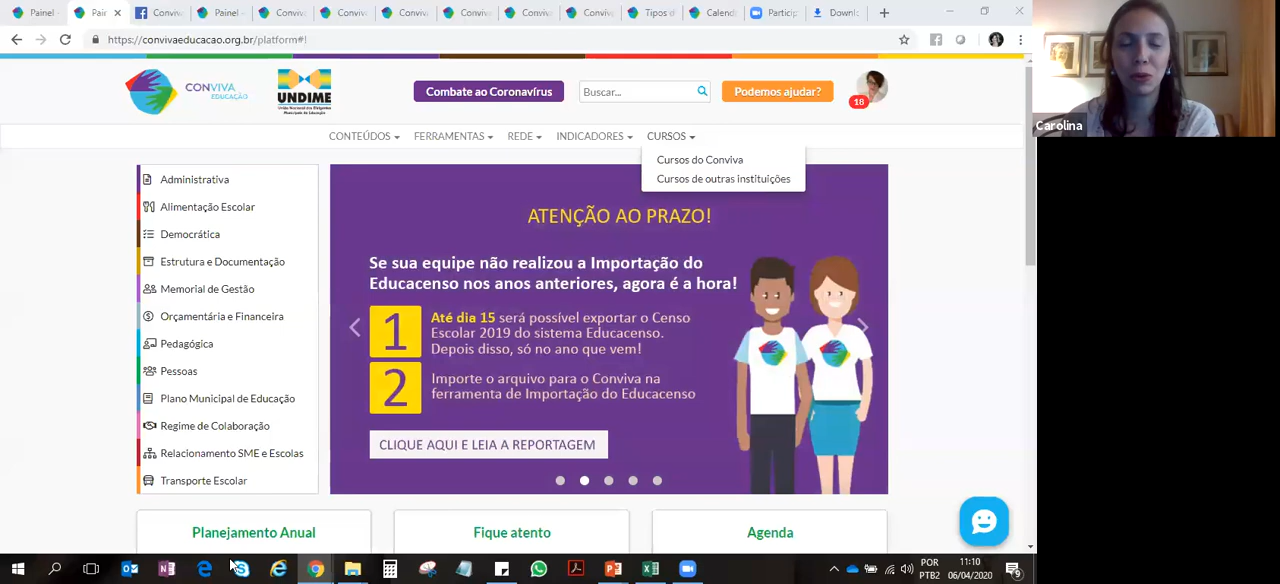 Painel
Pair
Conviva
Painel -
Conviva
Conviva
Conviva
Conviva
Conviva
Conviva
Tipos d
Calend
Particip
Downlo
https://convivaeducacao.org.br/platform#!
CONVIVA
EDUCAÇÃO
UNDIME
União Nacional dos Dirigentes
Municipais de Educação
Combate ao Coronavírus
Buscar...
Podemos ajudar?
18
Carolina
CONTEÚDOS
FERRAMENTAS
REDE
INDICADORES
CURSOS
Cursos do Conviva
Cursos de outras instituições
Administrativa
Alimentação Escolar
Democrática
Estrutura e Documentação
Memorial de Gestão
Orçamentária e Financeira
Pedagógica
Pessoas
Plano Municipal de Educação
Regime de Colaboração
Relacionamento SME e Escolas
Transporte Escolar
ATENÇÃO AO PRAZO!
Se sua equipe não realizou a Importação do
Educacenso nos anos anteriores, agora é a hora!
1
Até dia 15 será possível exportar o Censo
Escolar 2019 do sistema Educacenso.
Depois disso, só no ano que vem!
2
Importe o arquivo para o Conviva na
ferramenta de Importação do Educacenso
CLIQUE AQUI E LEIA A REPORTAGEM
Planejamento Anual
Fique atento
Agenda
POR
PTB2
11:10
06/04/2020
9